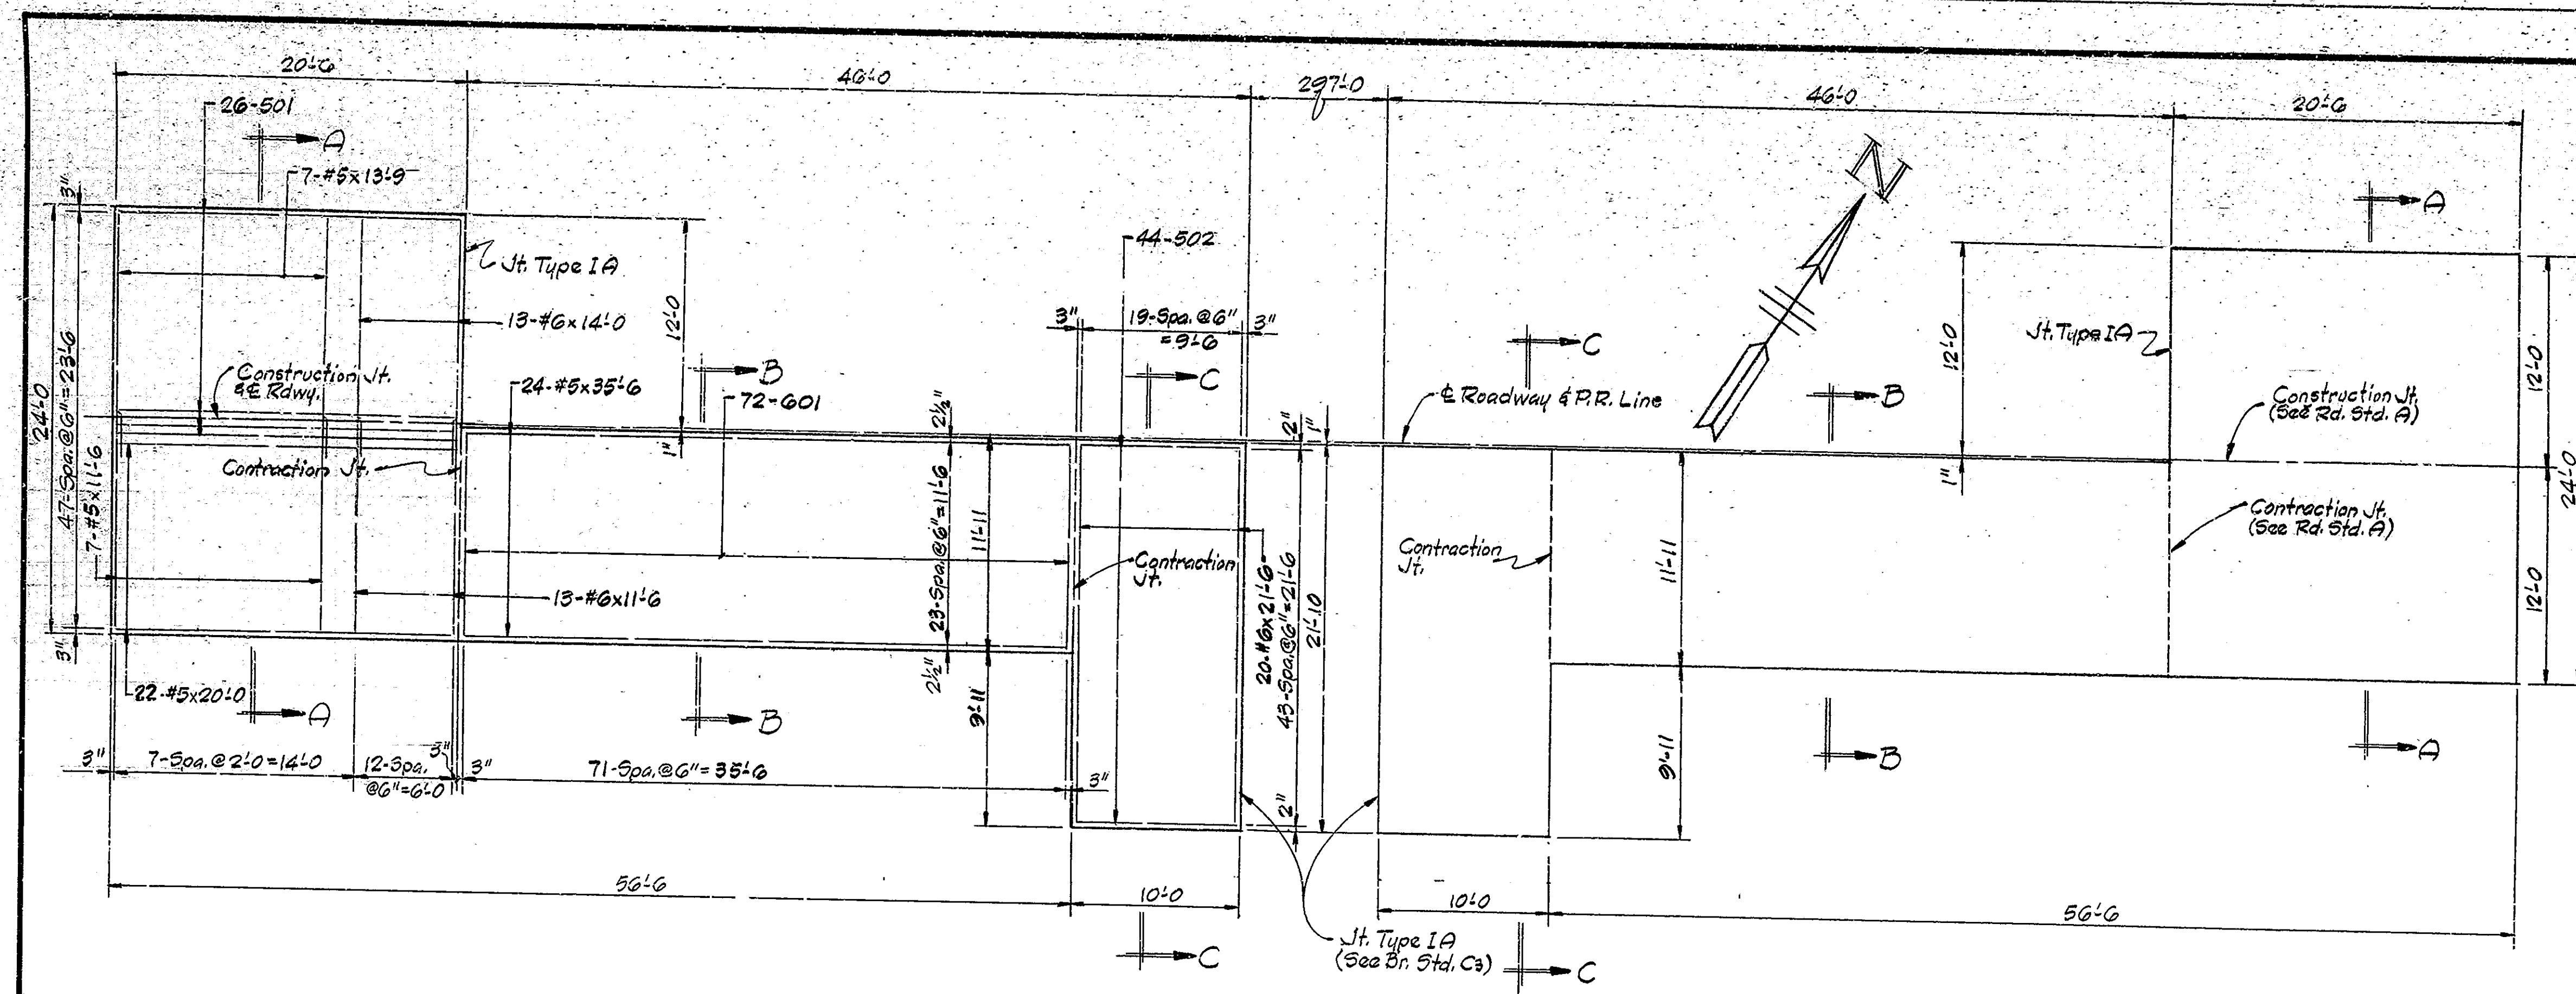 20'-6
46'-0
297'-0
46'-0
20'-6
26-501
A
7-#5x13'-9
3"
Jt. Type IA
13-#6x14'-0
12'-0
44-502
3"
19-Spa.@6"
=9'-6
3"
C
C
N
A
12'-0
Jt. Type IA
12'-0
24'-0
47-Spa.@6"=23'-6
7-#5x11'-6
Construction Jt.
& ℄ Rdwy.
Contraction Jt.
B
24-#5x35'-6
72-601
2½"
1"
2"
1"
℄ Roadway & P.R. Line
B
Construction Jt.
(See Rd. Std. A)
1"
24'-0
Contraction Jt.
(See Rd. Std. A)
13-#6x11'-6
23-Spa.@6"=11'-6
11'-11
Contraction
Jt.
20-#6x21'-6
43-Spa.@6"=21'-6
21'-10
Contraction
Jt.
11'-11
12'-0
3"
22-#5x20'-0
A
2½"
9'-11
B
B
A
9'-11
3"
7-Spa.@2'-0=14'-0
12-Spa.
@6"=6'-0
3"
3"
71-Spa.@6"=35'-6
3"
2"
56'-6
10'-0
10'-0
56'-6
C
Jt. Type IA
(See Br. Std. C3)
C